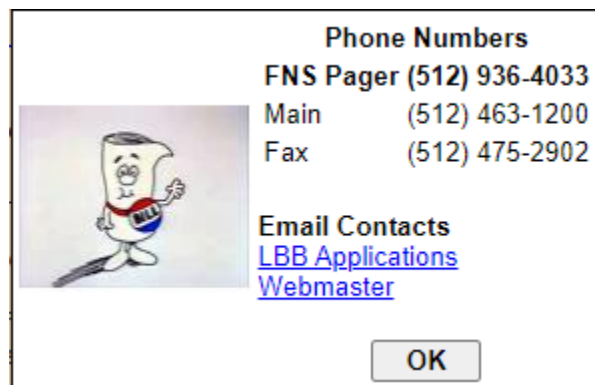 Phone Numbers
FNS Pager (512) 936-4033
Main (512) 463-1200
Fax (512) 475-2902
BILL
Email Contacts
LBB Applications
Webmaster
OK